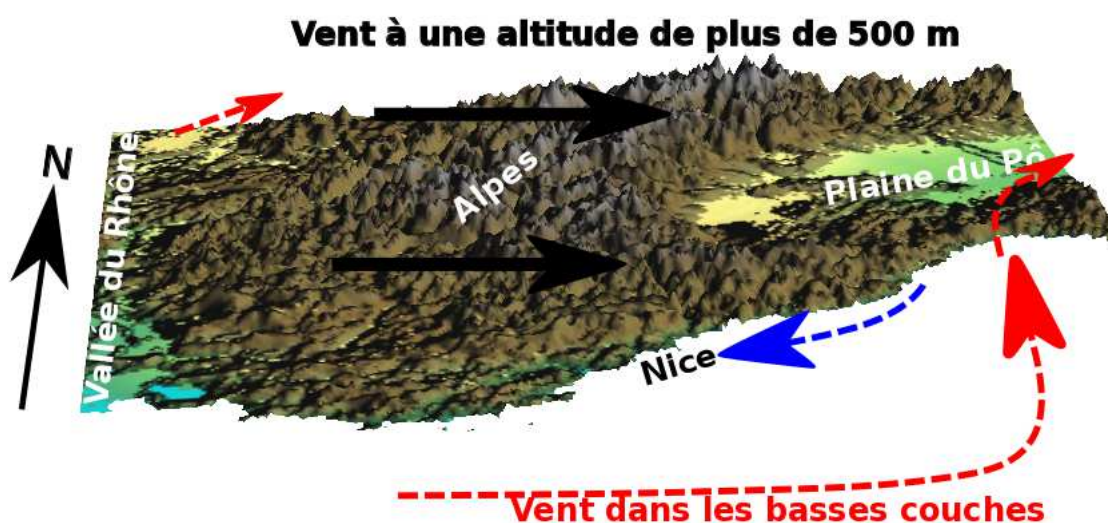 Vent à une altitude de plus de 500 m
N
Vallée du Rhône
Alpes
Plaine du Pô
Nice
Vent dans les basses couches